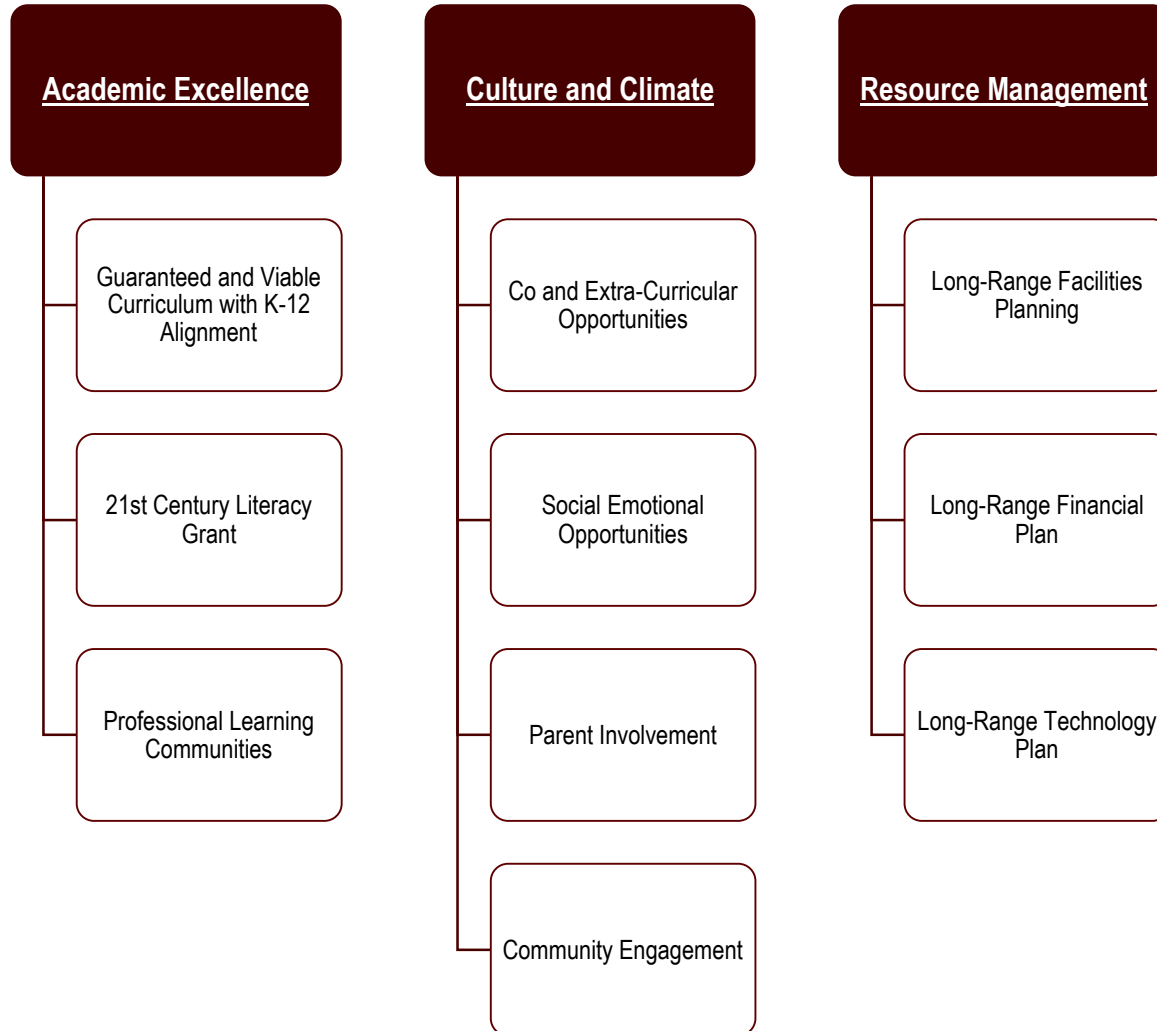 Academic Excellence
Guaranteed and Viable
Curriculum with K-12
Alignment
21st Century Literacy
Grant
Professional Learning
Communities
Culture and Climate
Co and Extra-Curricular
Opportunities
Social Emotional
Opportunities
Parent Involvement
Community Engagement
Resource Management
Long-Range Facilities
Planning
Long-Range Financial
Plan
Long-Range Technology
Plan